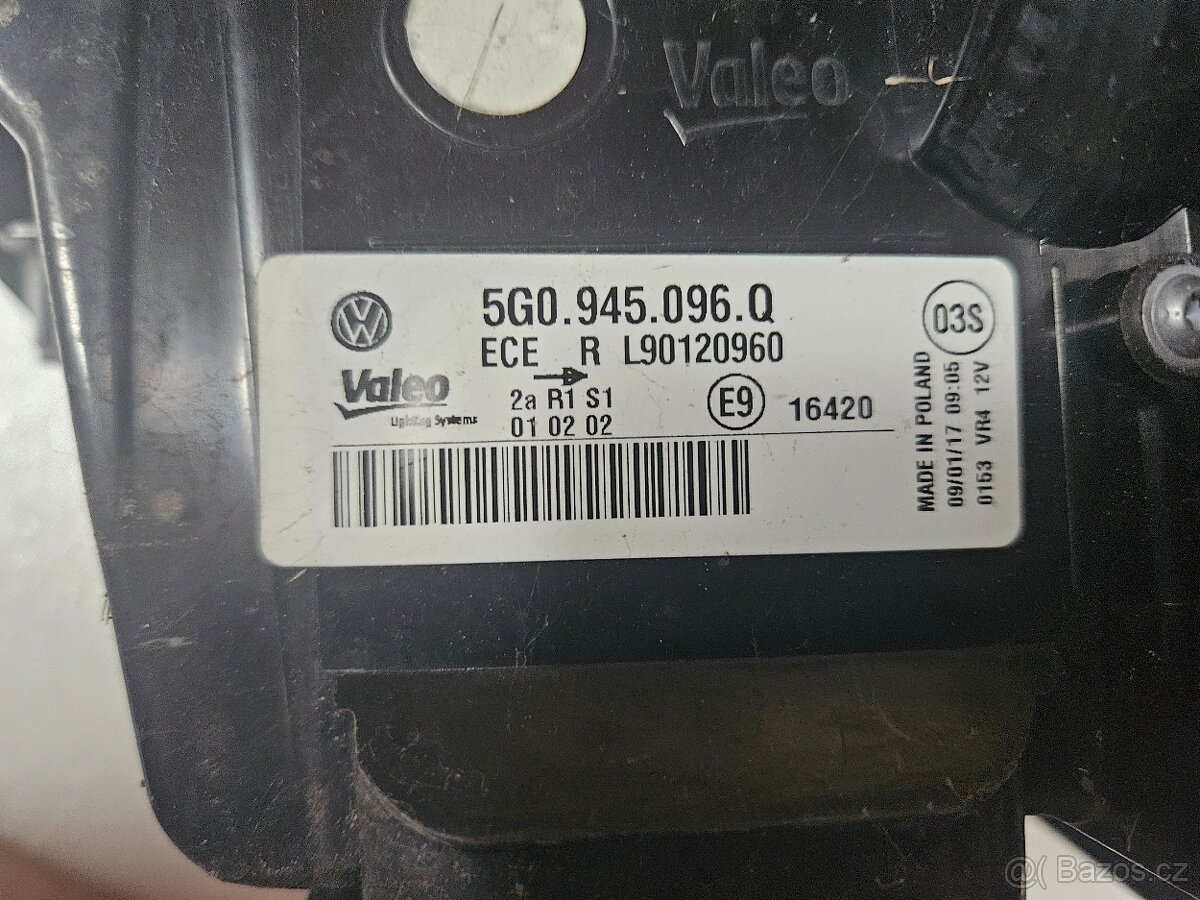 Valeo
5G0.945.096.Q
ECE R L90120960
2a R1 S1
01 02 02
Valeo
Lighting Systems
E9
16420
03S
MADE IN POLAND
09/01/17 09:05
0153 VR4 12V
@( Bazos.cz